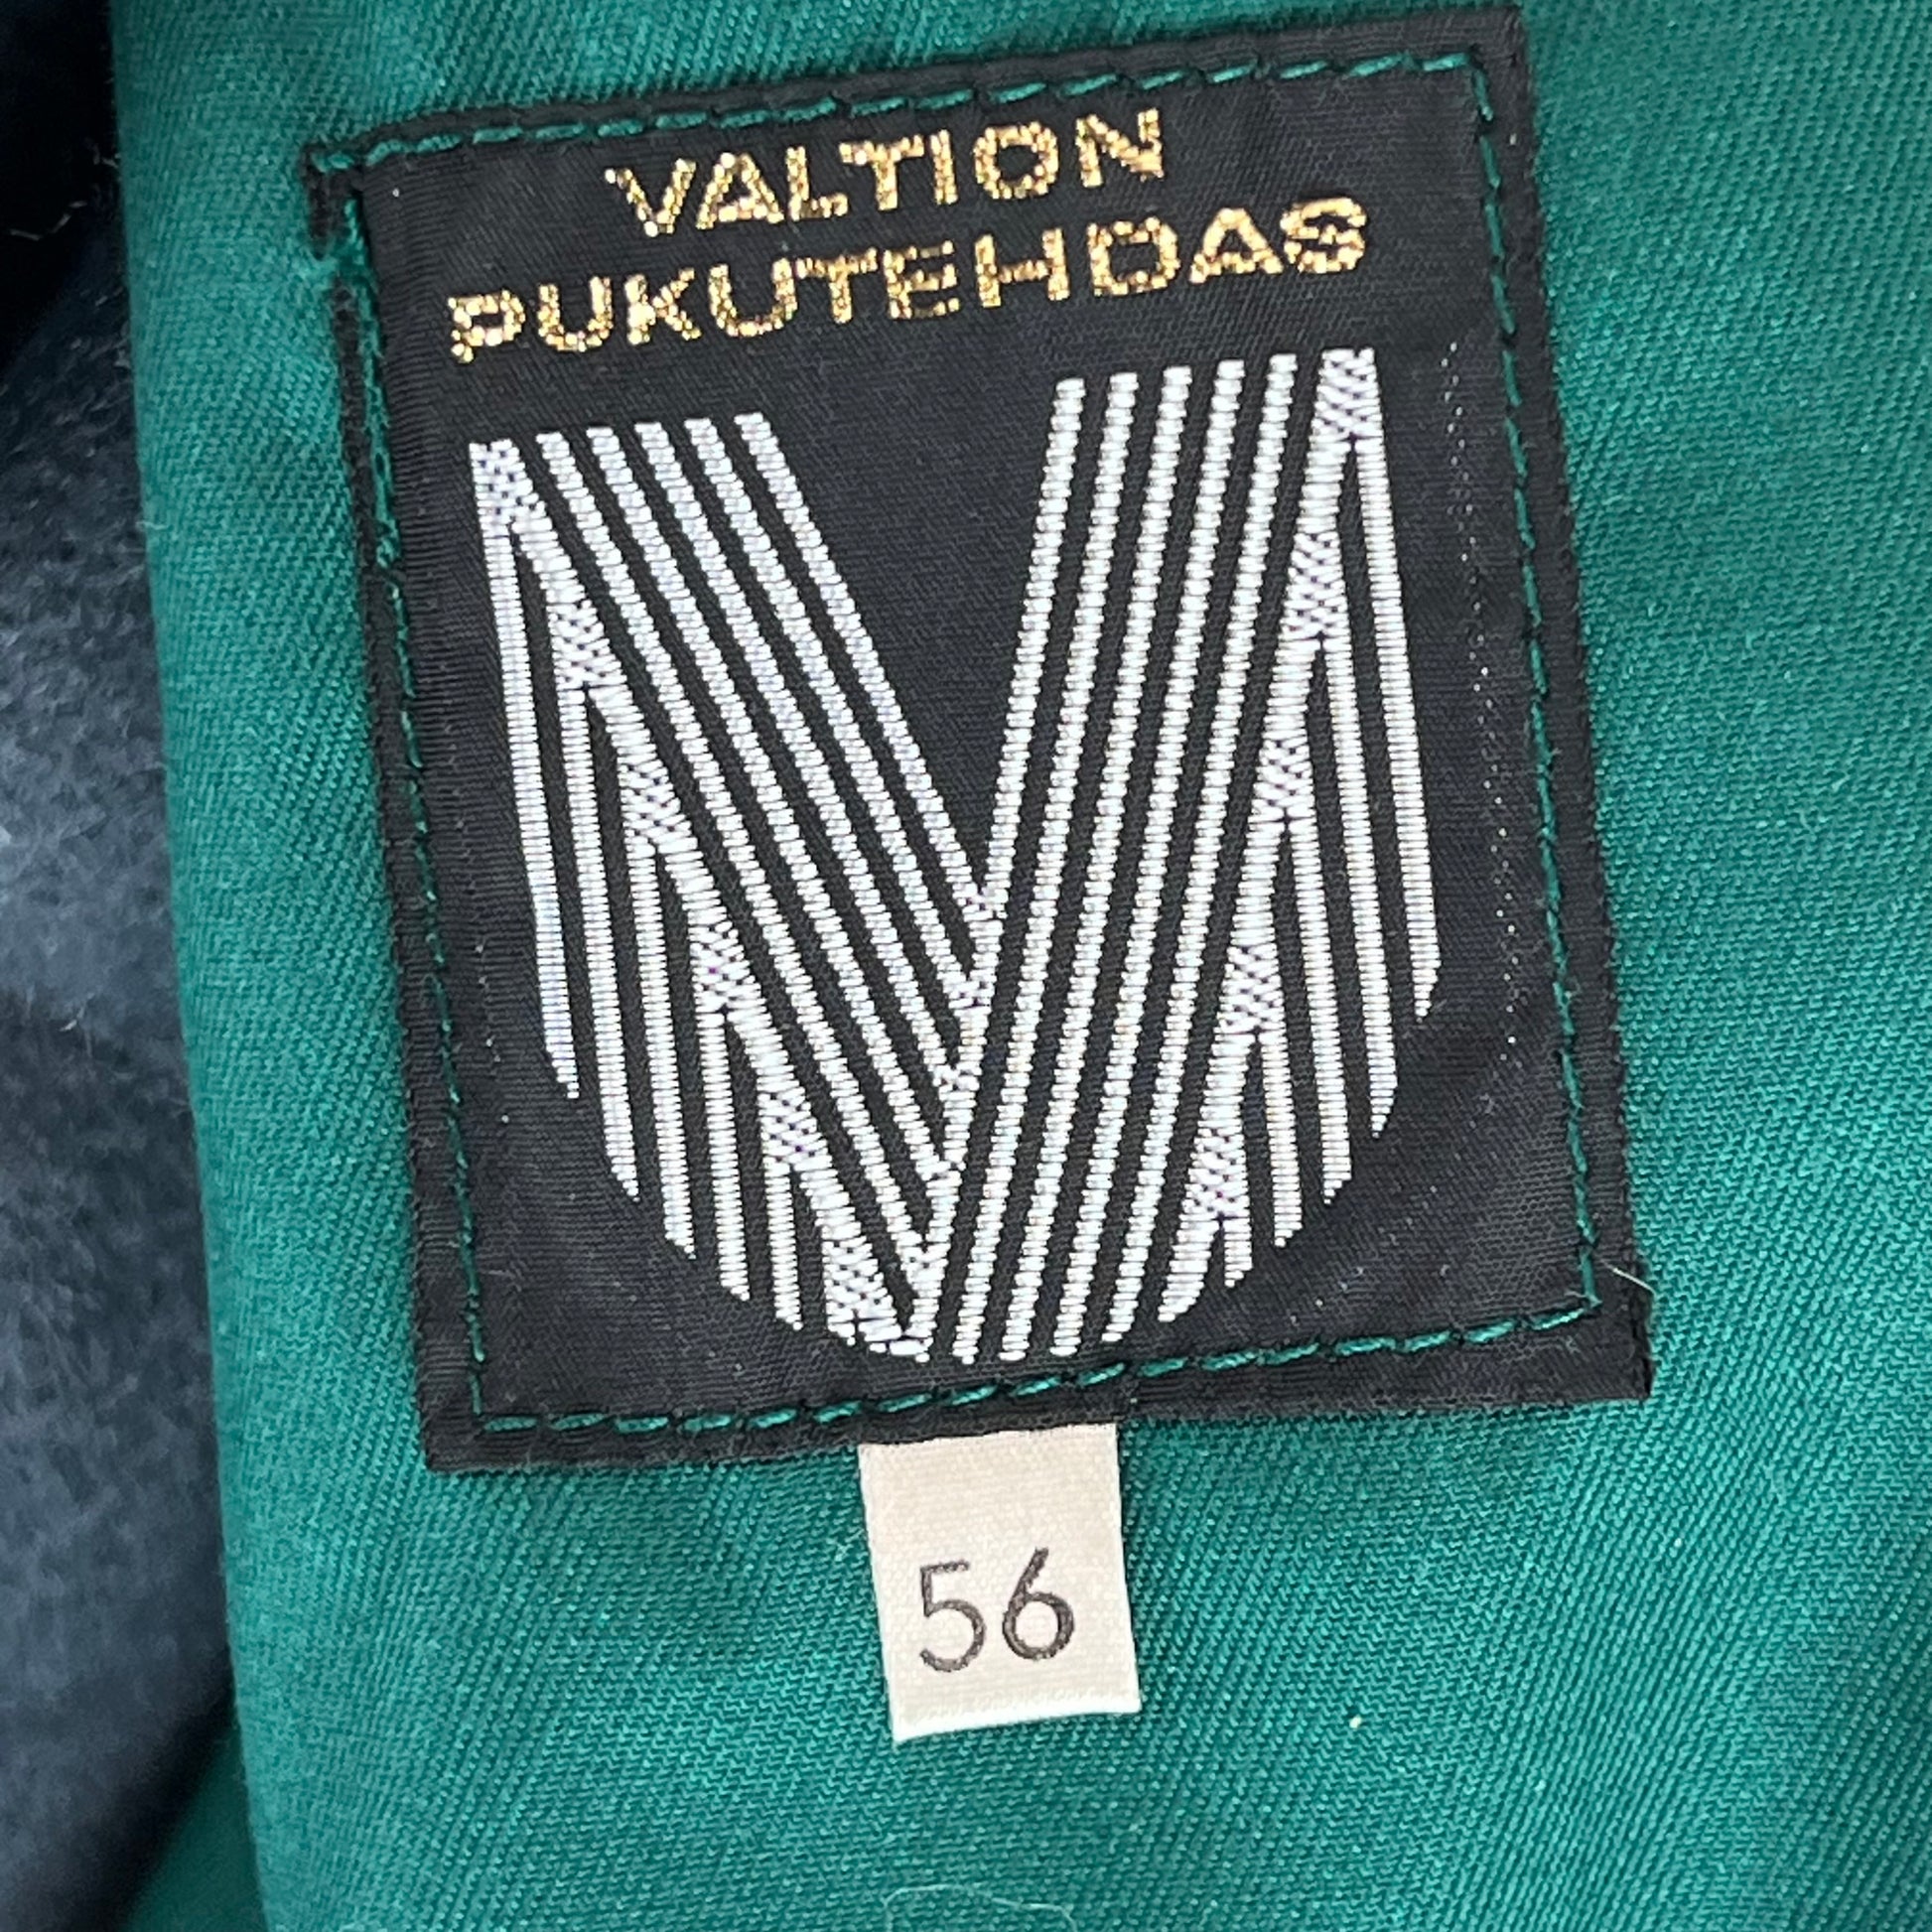 VALTION
PUKUTEHDAS
56